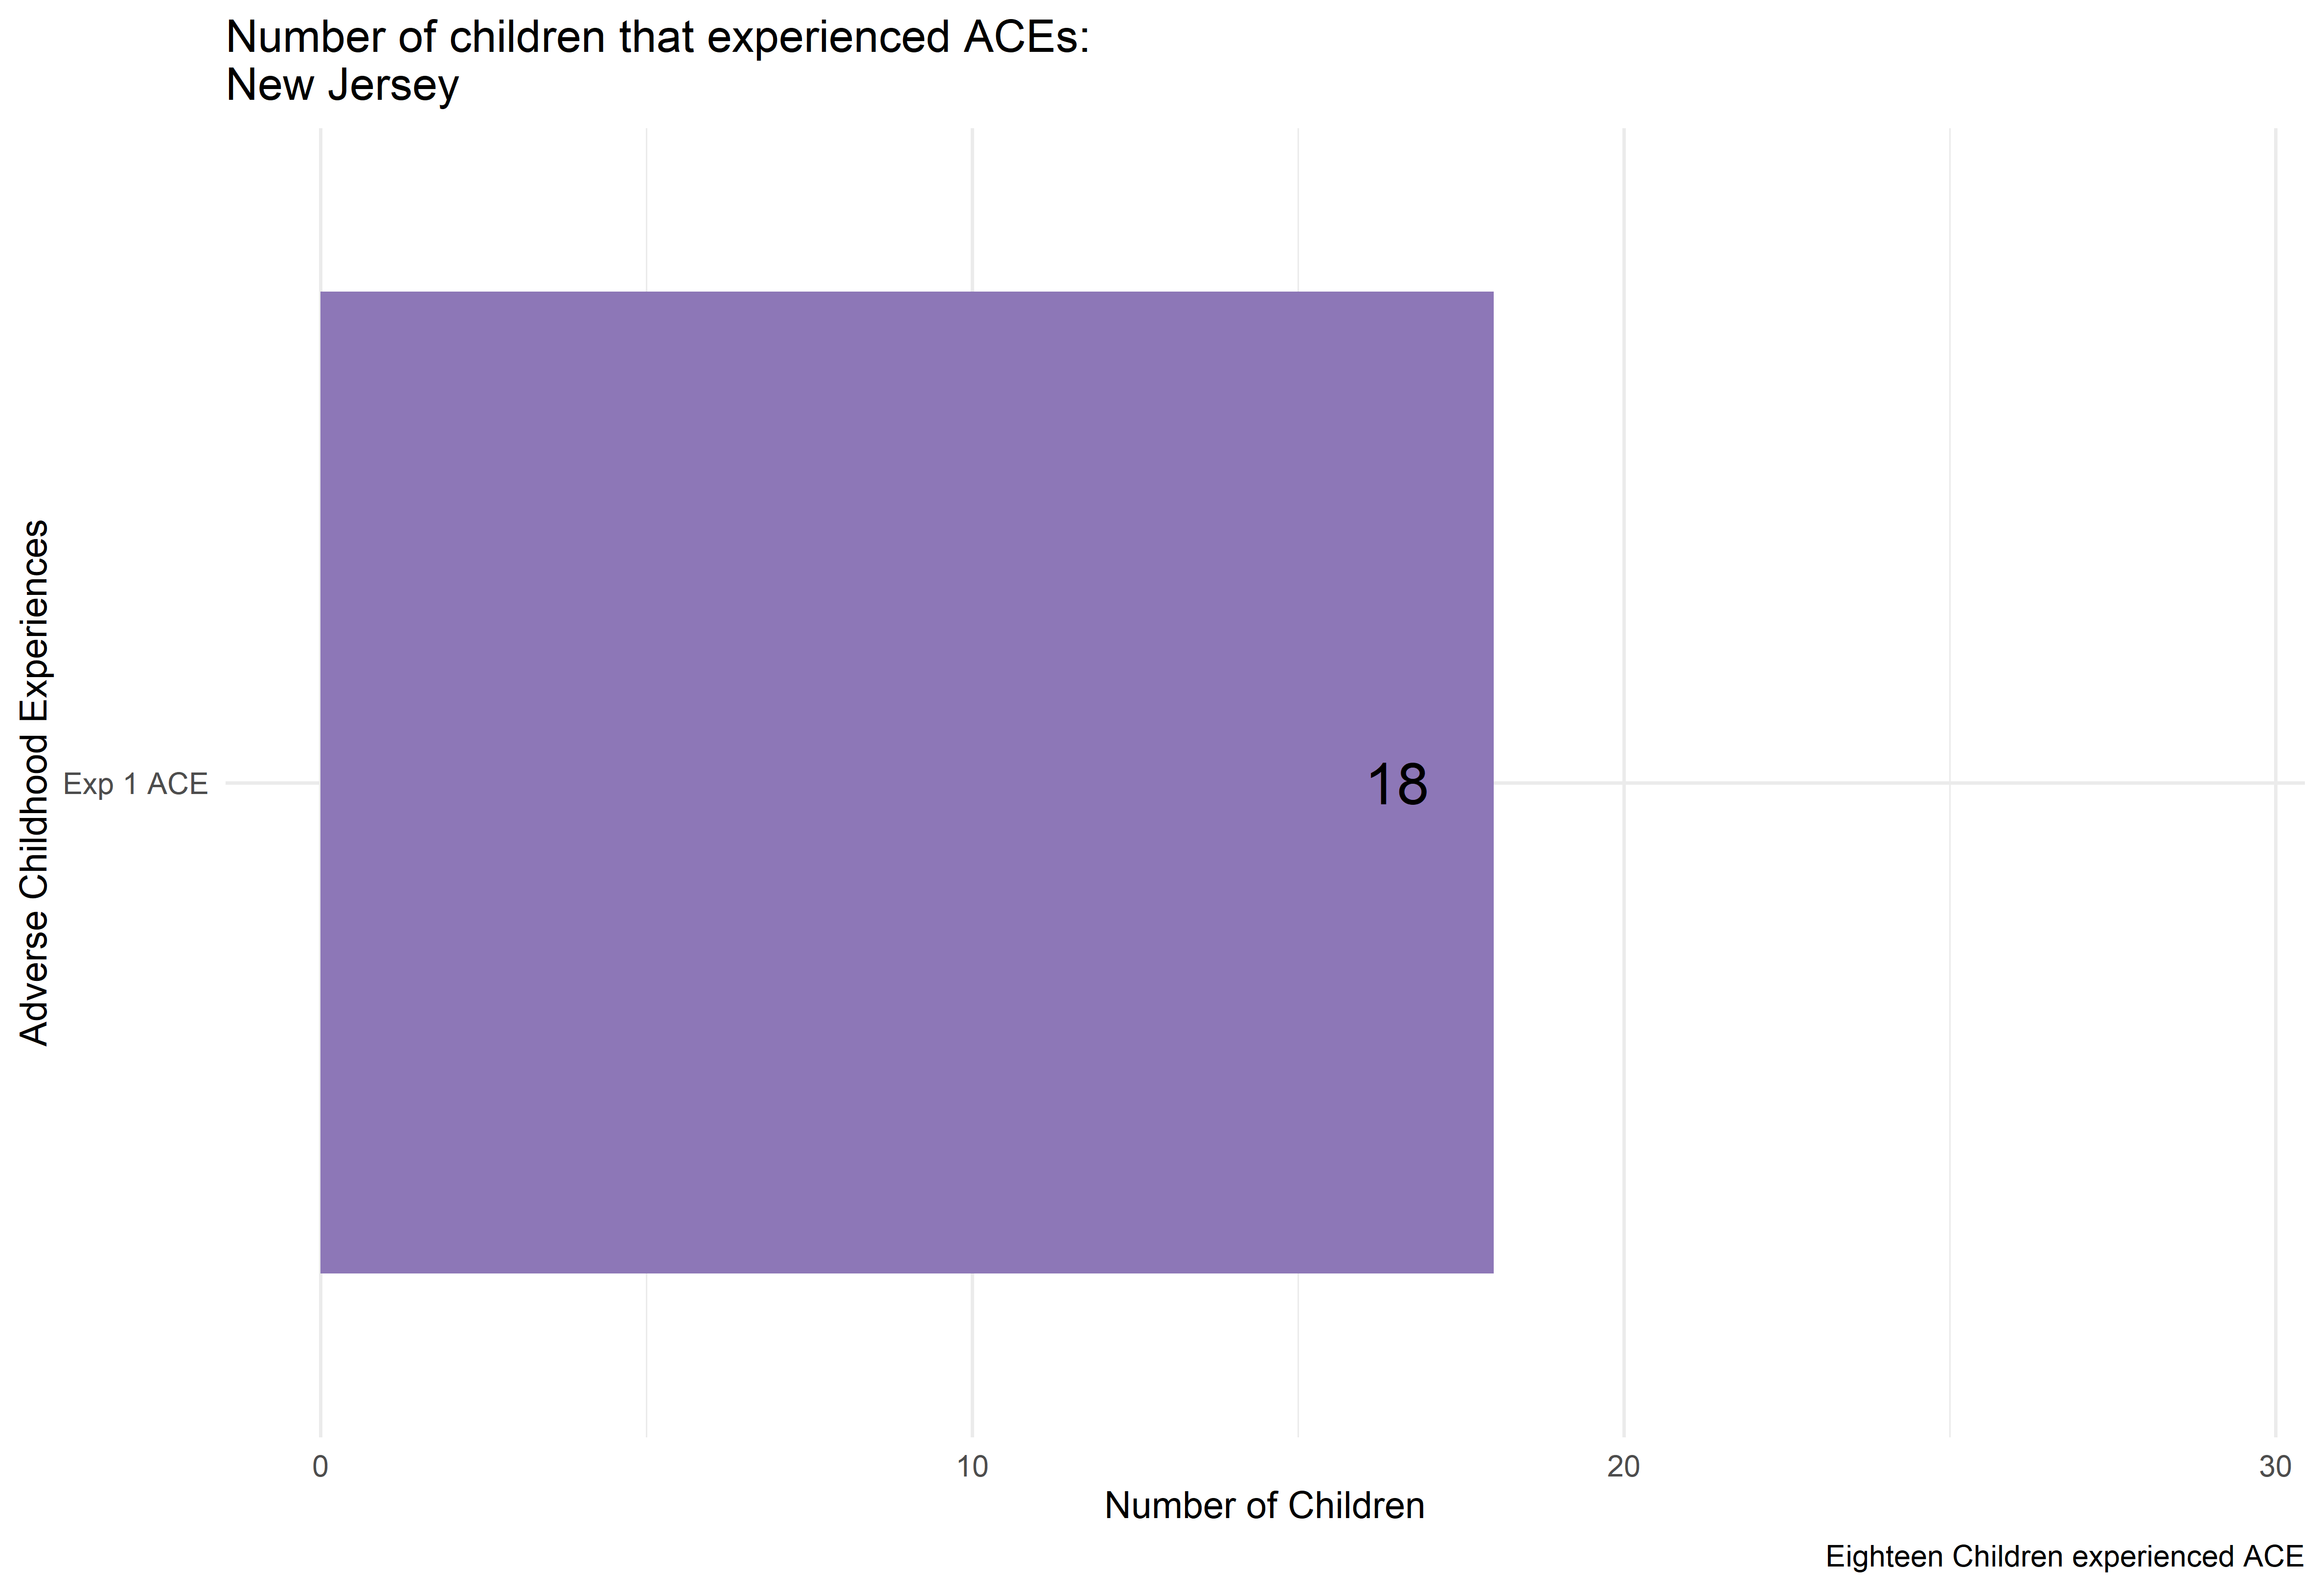 Number of children that experienced ACEs:
New Jersey
Adverse Childhood Experiences
Exp 1 ACE
18
0
10
20
30
Number of Children
Eighteen Children experienced ACE